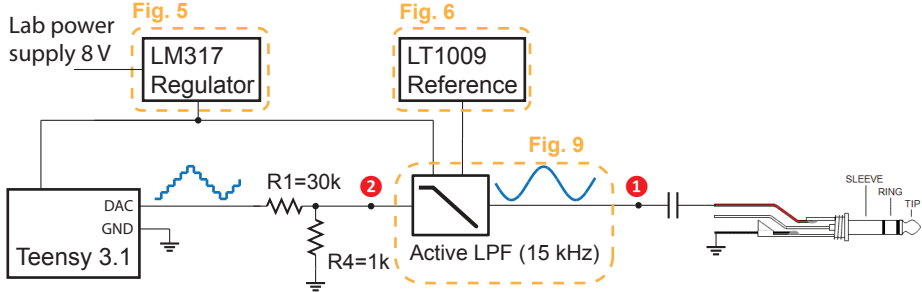 Fig. 5
Fig. 6
Lab power
supply 8 V
LM317
Regulator
LT1009
Reference
Fig. 9
DAC
GND
Teensy 3.1
R1=30k
R4=1k
2
Active LPF (15 kHz)
1
SLEEVE
RING
TIP